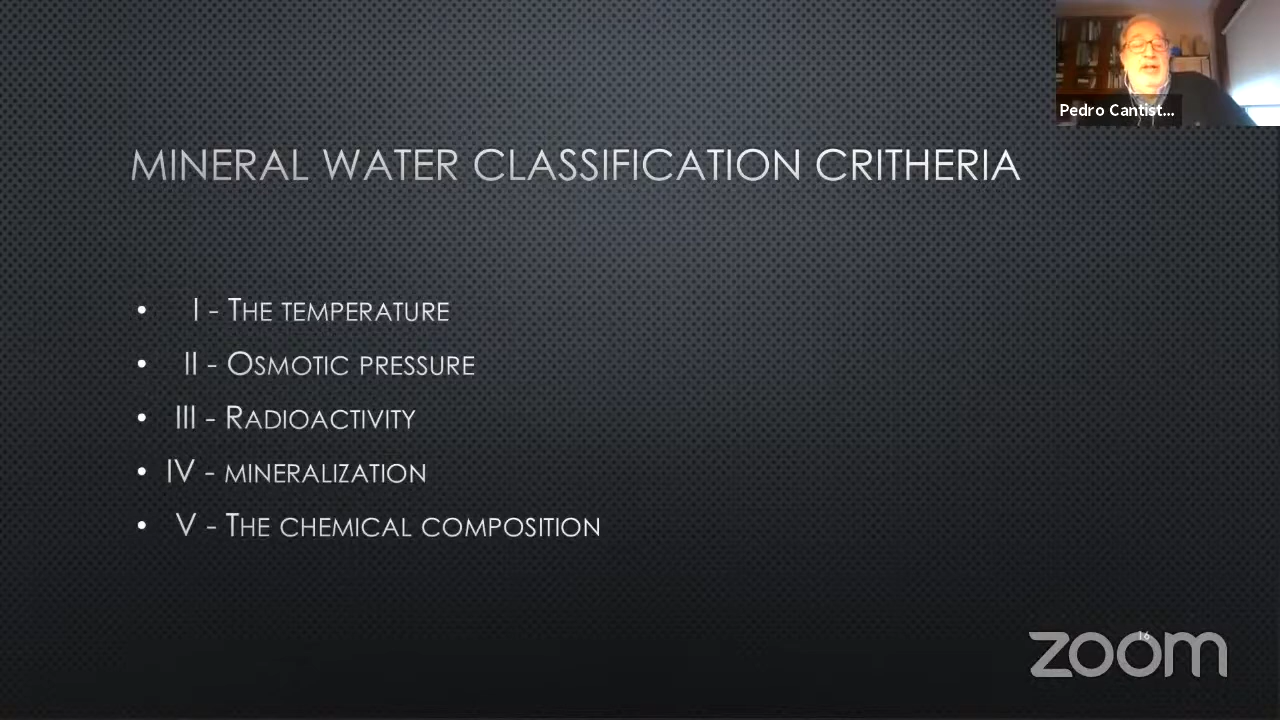 Pedro Cantist...
MINERAL WATER CLASSIFICATION CRITHERIA
• I - THE TEMPERATURE
• II - OSMOTIC PRESSURE
• III - RADIOACTIVITY
• IV - MINERALIZATION
• V - THE CHEMICAL COMPOSITION
16
zoom